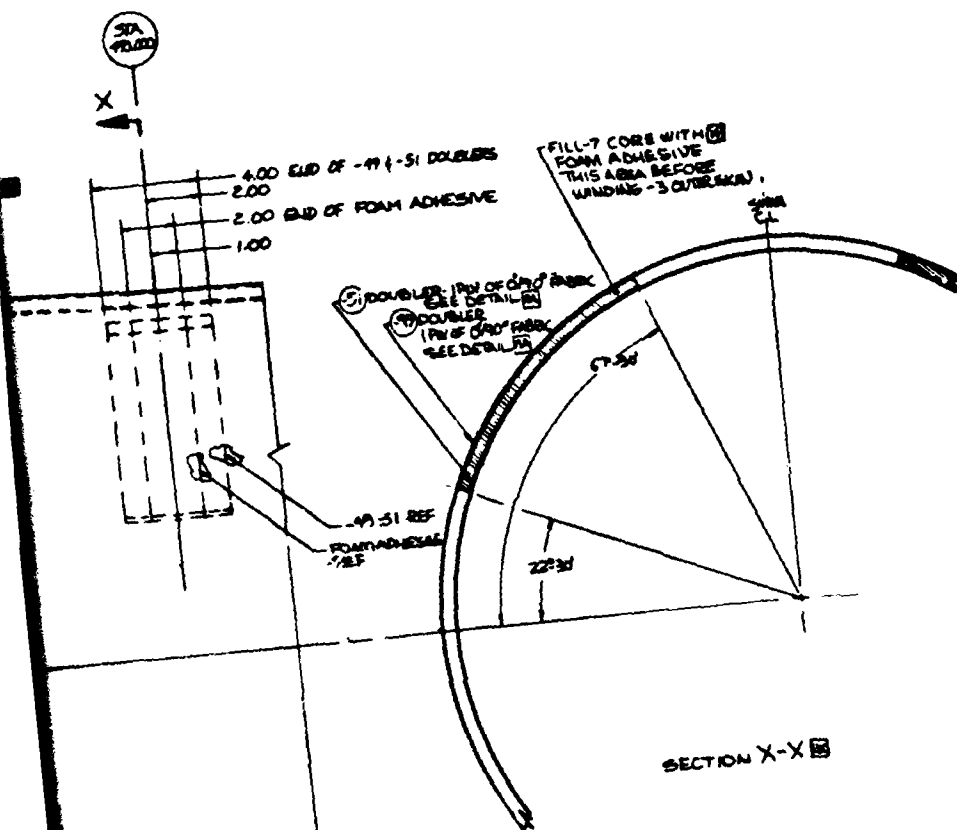 STA
X
4.00 END OF -49 & -51 DOUBLERS
2.00
2.00 END OF FOAM ADHESIVE
1.00
FILL-7 CORE WITH
FOAM ADHESIVE
THIS AREA BEFORE
WINDING -3 OUTER SKIN.
CL
-51 DOUBLER- 1 PLY OF 0/90° FABRIC
SEE DETAIL
-49 DOUBLER
1 PLY OF 0/90° FABRIC
SEE DETAIL
67°30'
22°30'
-49 -51 REF
FOAM ADHESIVE
REF
SECTION X-X